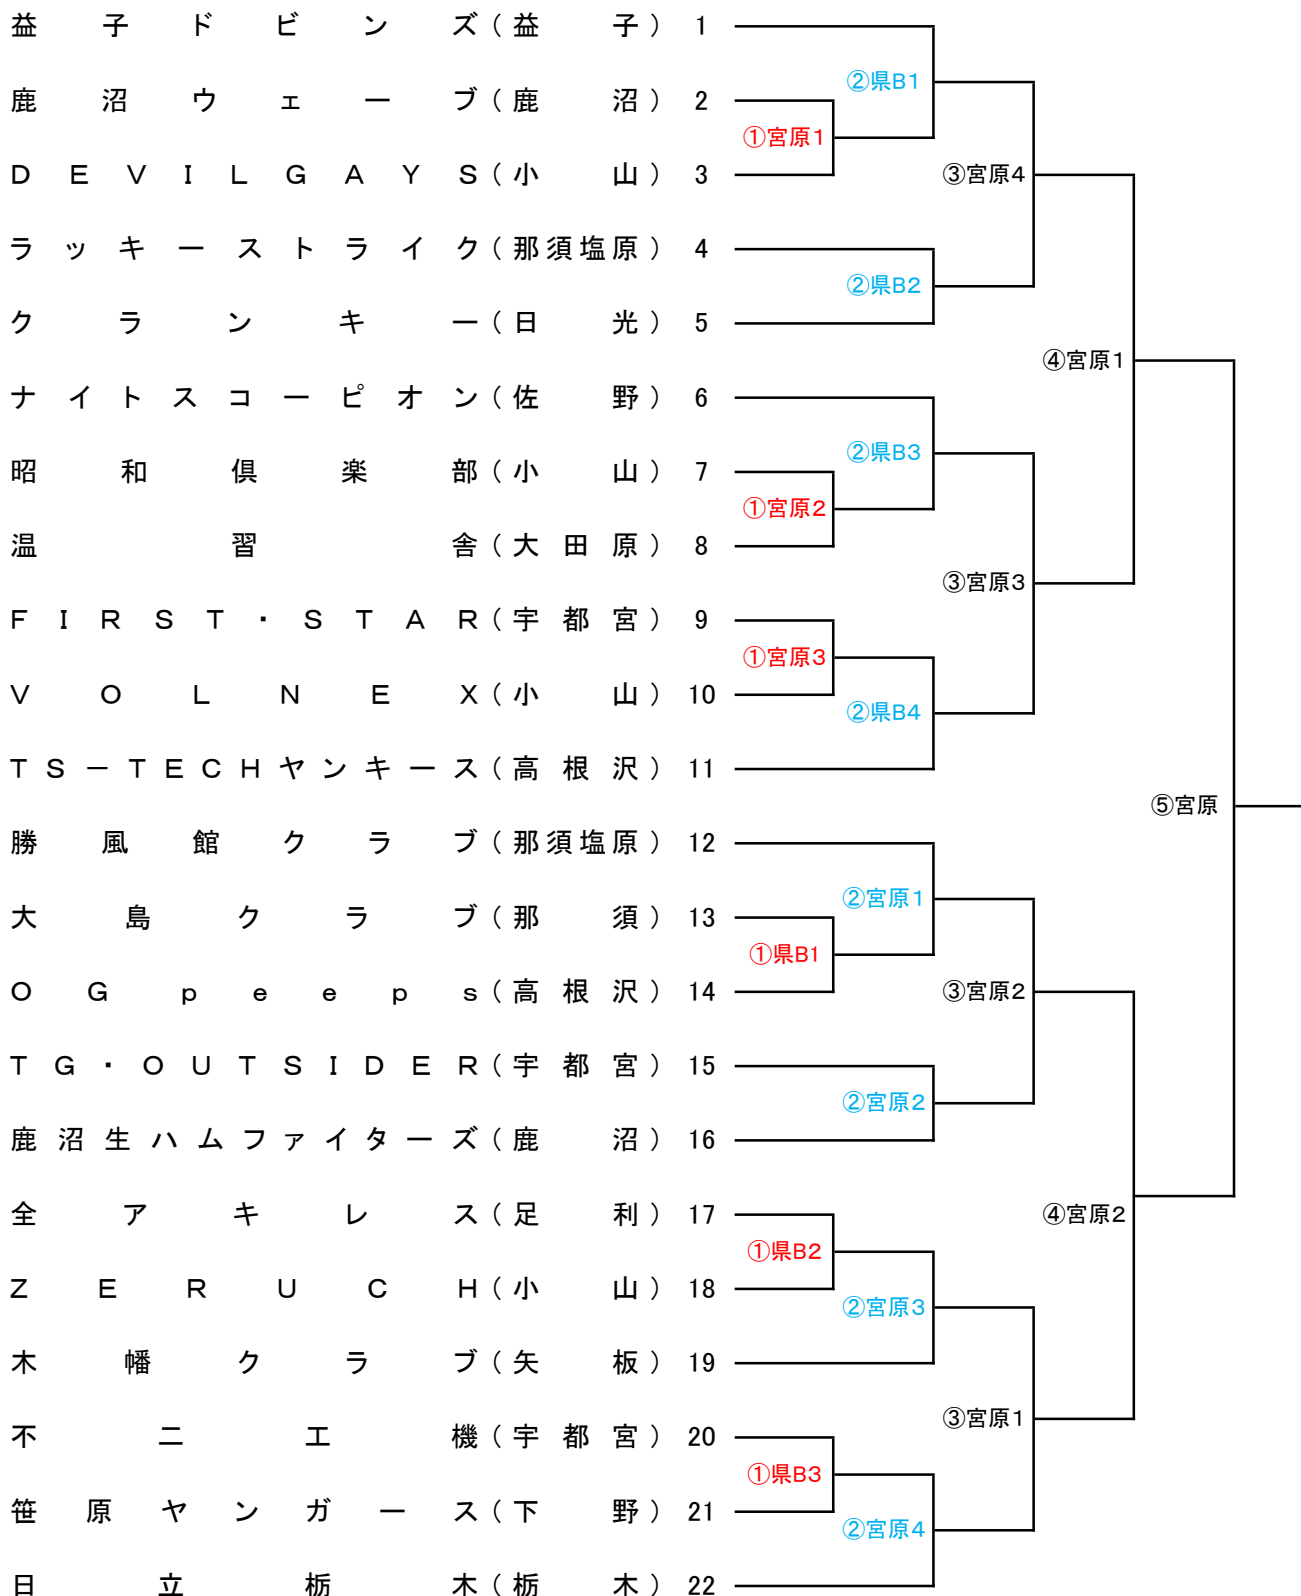 益子ドビンズ（益子） 1
②県B1
鹿沼ウェーブ（鹿沼） 2
①宮原1
DEVILGAYS（小山） 3
③宮原4
ラッキーストライク（那須塩原） 4
②県B2
クランキー（日光） 5
④宮原1
ナイトスコーピオン（佐野） 6
②県B3
昭和倶楽部（小山） 7
①宮原2
温習舎（大田原） 8
③宮原3
FIRST・STAR（宇都宮） 9
①宮原3
VOLNEX（小山） 10
②県B4
TS－TECHヤンキース（高根沢） 11
⑤宮原
勝風館クラブ（那須塩原） 12
②宮原1
大島クラブ（那須） 13
①県B1
OGpeeps（高根沢） 14
③宮原2
TG・OUTSIDER（宇都宮） 15
②宮原2
鹿沼生ハムファイターズ（鹿沼） 16
全アキレス（足利） 17
④宮原2
①県B2
ZERUCH（小山） 18
②宮原3
木幡クラブ（矢板） 19
③宮原1
不二工機（宇都宮） 20
①県B3
笹原ヤンガース（下野） 21
②宮原4
日立栃木（栃木） 22